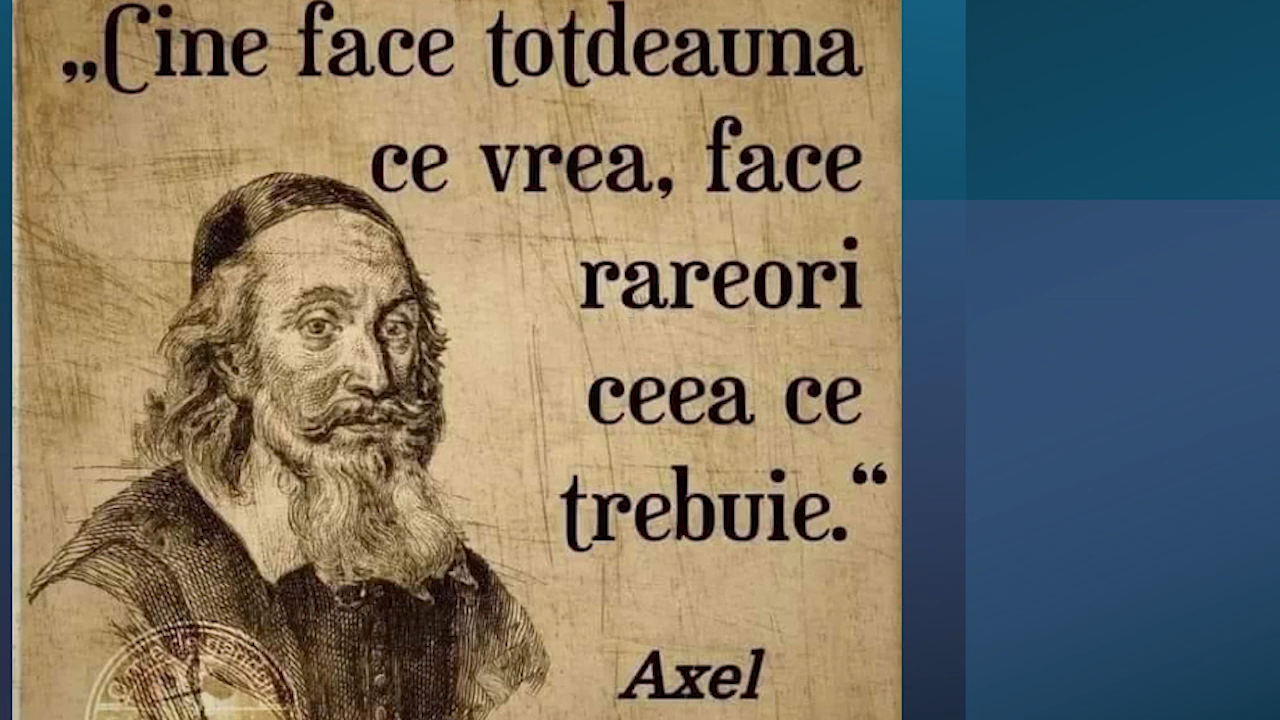 „Cine face totdeauna
ce vrea, face
rareori
ceea ce
trebuie.“
Axel